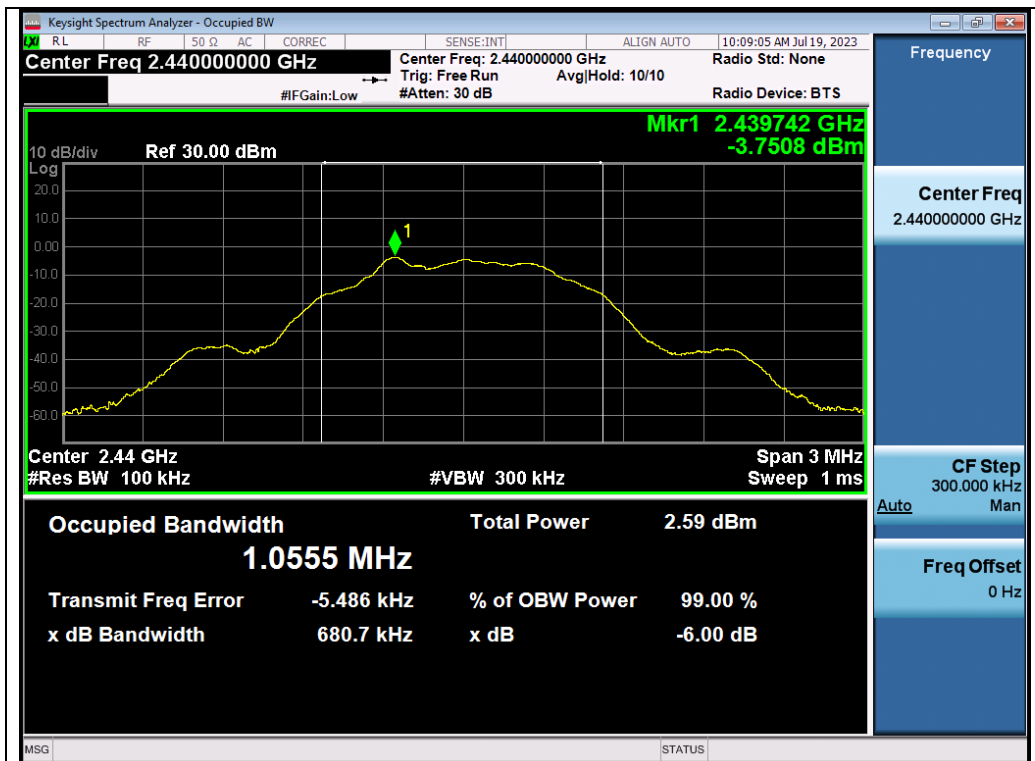 Keysight Spectrum Analyzer - Occupied BW
LXI RL RF 50 Ω AC CORREC SENSE:INT ALIGN AUTO 10:09:05 AM Jul 19, 2023
Center Freq 2.440000000 GHz
Center Freq: 2.440000000 GHz Radio Std: None
Trig: Free Run Avg|Hold: 10/10
#IFGain:Low #Atten: 30 dB Radio Device: BTS
Mkr1 2.439742 GHz
-3.7508 dBm
10 dB/div Ref 30.00 dBm
Log
20.0
10.0
0.00
-10.0
-20.0
-30.0
-40.0
-50.0
-60.0
1
Center 2.44 GHz Span 3 MHz
#Res BW 100 kHz #VBW 300 kHz Sweep 1 ms
Occupied Bandwidth Total Power 2.59 dBm
1.0555 MHz
Transmit Freq Error -5.486 kHz % of OBW Power 99.00 %
x dB Bandwidth 680.7 kHz x dB -6.00 dB
MSG STATUS
Frequency
Center Freq
2.440000000 GHz
CF Step
300.000 kHz
Auto Man
Freq Offset
0 Hz